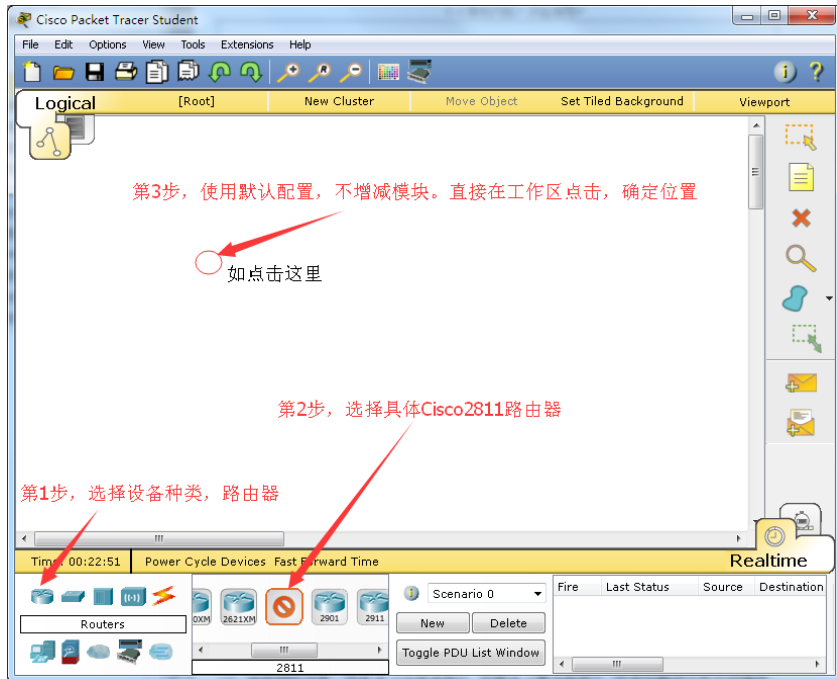 Cisco Packet Tracer Student
File Edit Options View Tools Extensions Help
Logical [Root] New Cluster Move Object Set Tiled Background Viewport
第3步，使用默认配置，不增减模块。直接在工作区点击，确定位置
如点击这里
第2步，选择具体Cisco2811路由器
第1步，选择设备种类，路由器
Time: 00:22:51 Power Cycle Devices Fast Forward Time Realtime
Scenario 0 Fire Last Status Source Destination
0XM 2621XM 2901 2911
Routers New Delete
Toggle PDU List Window
2811